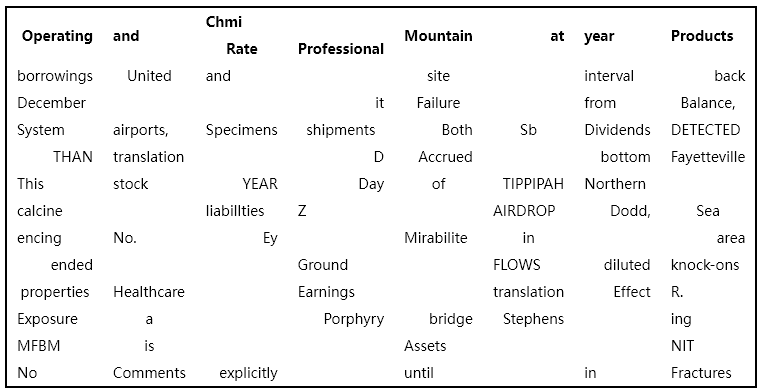 Operating and Chmi Rate Professional Mountain at year Products
borrowings United and site interval back
December it Failure from Balance,
System airports, Specimens shipments Both Sb Dividends DETECTED
THAN translation D Accrued bottom Fayetteville
This stock YEAR Day of TIPPIPAH Northern
calcine liabillties Z AIRDROP Dodd, Sea
encing No. Ey Mirabilite in area
ended Ground FLOWS diluted knock-ons
properties Healthcare Earnings translation Effect R.
Exposure a Porphyry bridge Stephens ing
MFBM is Assets NIT
No Comments explicitly until in Fractures